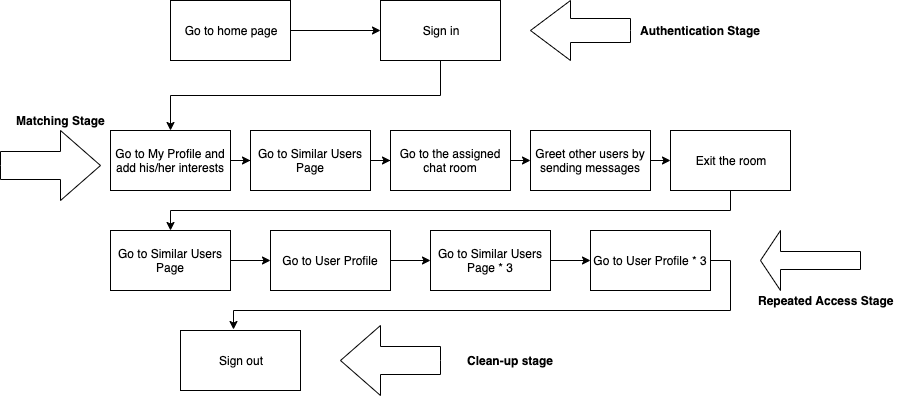 Go to home page
Sign in
Authentication Stage
Matching Stage
Go to My Profile and
add his/her interests
Go to Similar Users
Page
Go to the assigned
chat room
Greet other users by
sending messages
Exit the room
Go to Similar Users
Page
Go to User Profile
Go to Similar Users
Page * 3
Go to User Profile * 3
Repeated Access Stage
Sign out
Clean-up stage